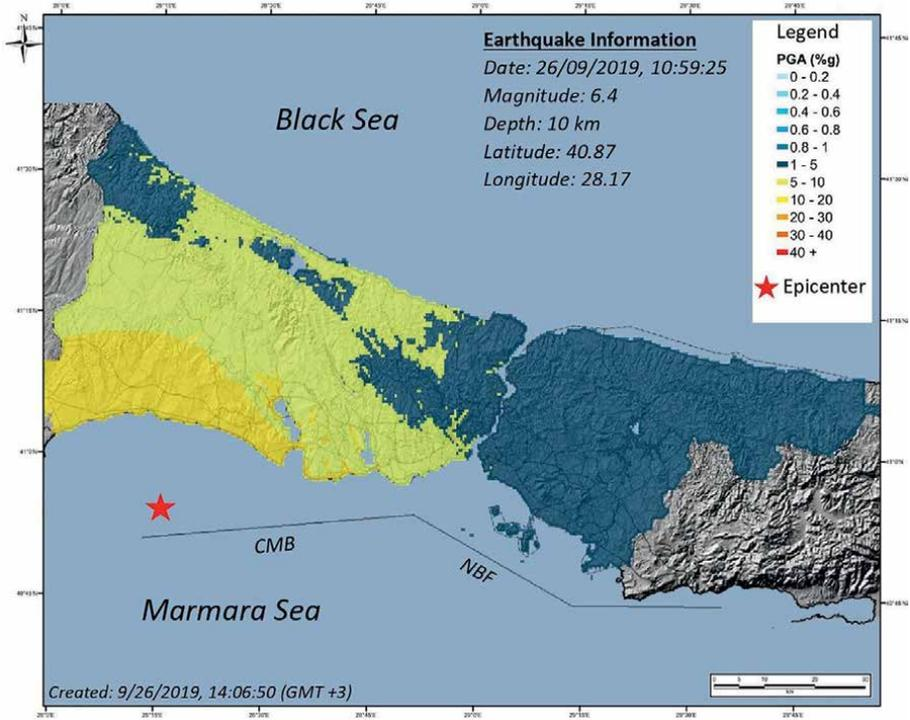 N
Earthquake Information
Date: 26/09/2019, 10:59:25
Magnitude: 6.4
Depth: 10 km
Latitude: 40.87
Longitude: 28.17
Legend
PGA (%g)
0 - 0.2
0.2 - 0.4
0.4 - 0.6
0.6 - 0.8
0.8 - 1
1 - 5
5 - 10
10 - 20
20 - 30
30 - 40
40 +
Epicenter
Black Sea
CMB
NBF
Marmara Sea
Created: 9/26/2019, 14:06:50 (GMT +3)